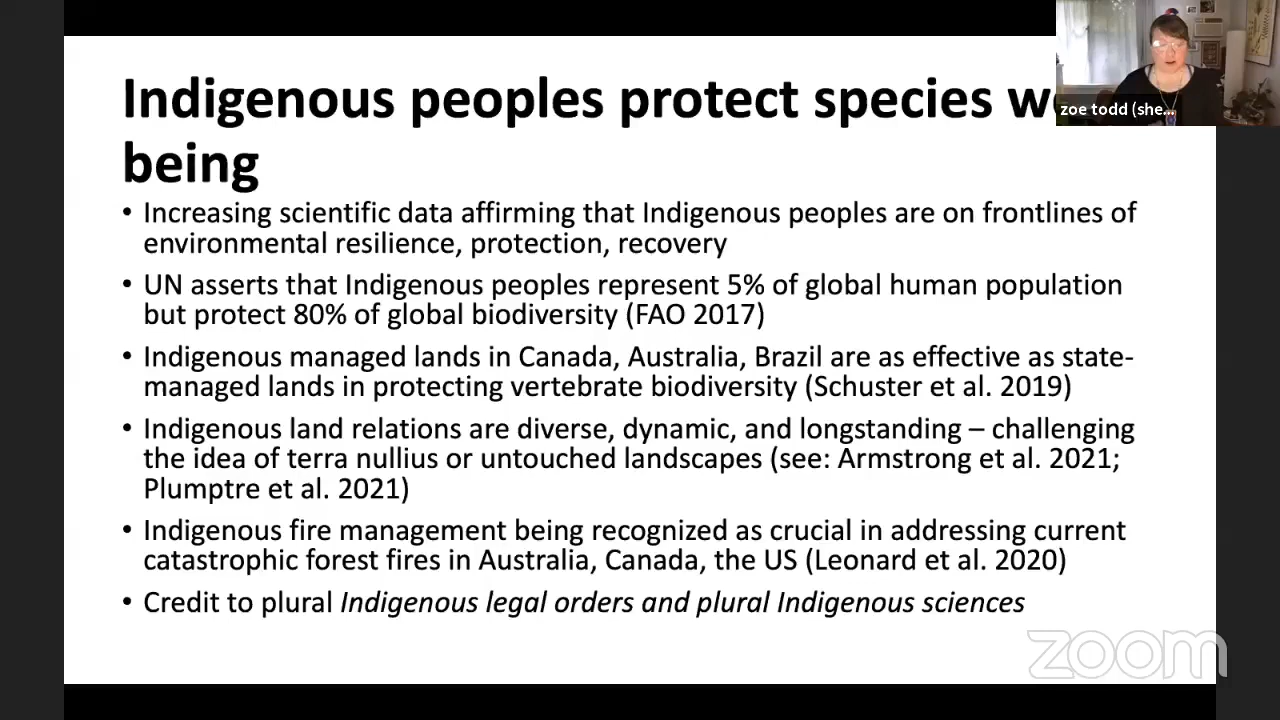 Indigenous peoples protect species we
being
zoe todd (she...
• Increasing scientific data affirming that Indigenous peoples are on frontlines of
environmental resilience, protection, recovery
• UN asserts that Indigenous peoples represent 5% of global human population
but protect 80% of global biodiversity (FAO 2017)
• Indigenous managed lands in Canada, Australia, Brazil are as effective as state-
managed lands in protecting vertebrate biodiversity (Schuster et al. 2019)
• Indigenous land relations are diverse, dynamic, and longstanding – challenging
the idea of terra nullius or untouched landscapes (see: Armstrong et al. 2021;
Plumptre et al. 2021)
• Indigenous fire management being recognized as crucial in addressing current
catastrophic forest fires in Australia, Canada, the US (Leonard et al. 2020)
• Credit to plural Indigenous legal orders and plural Indigenous sciences
zoom